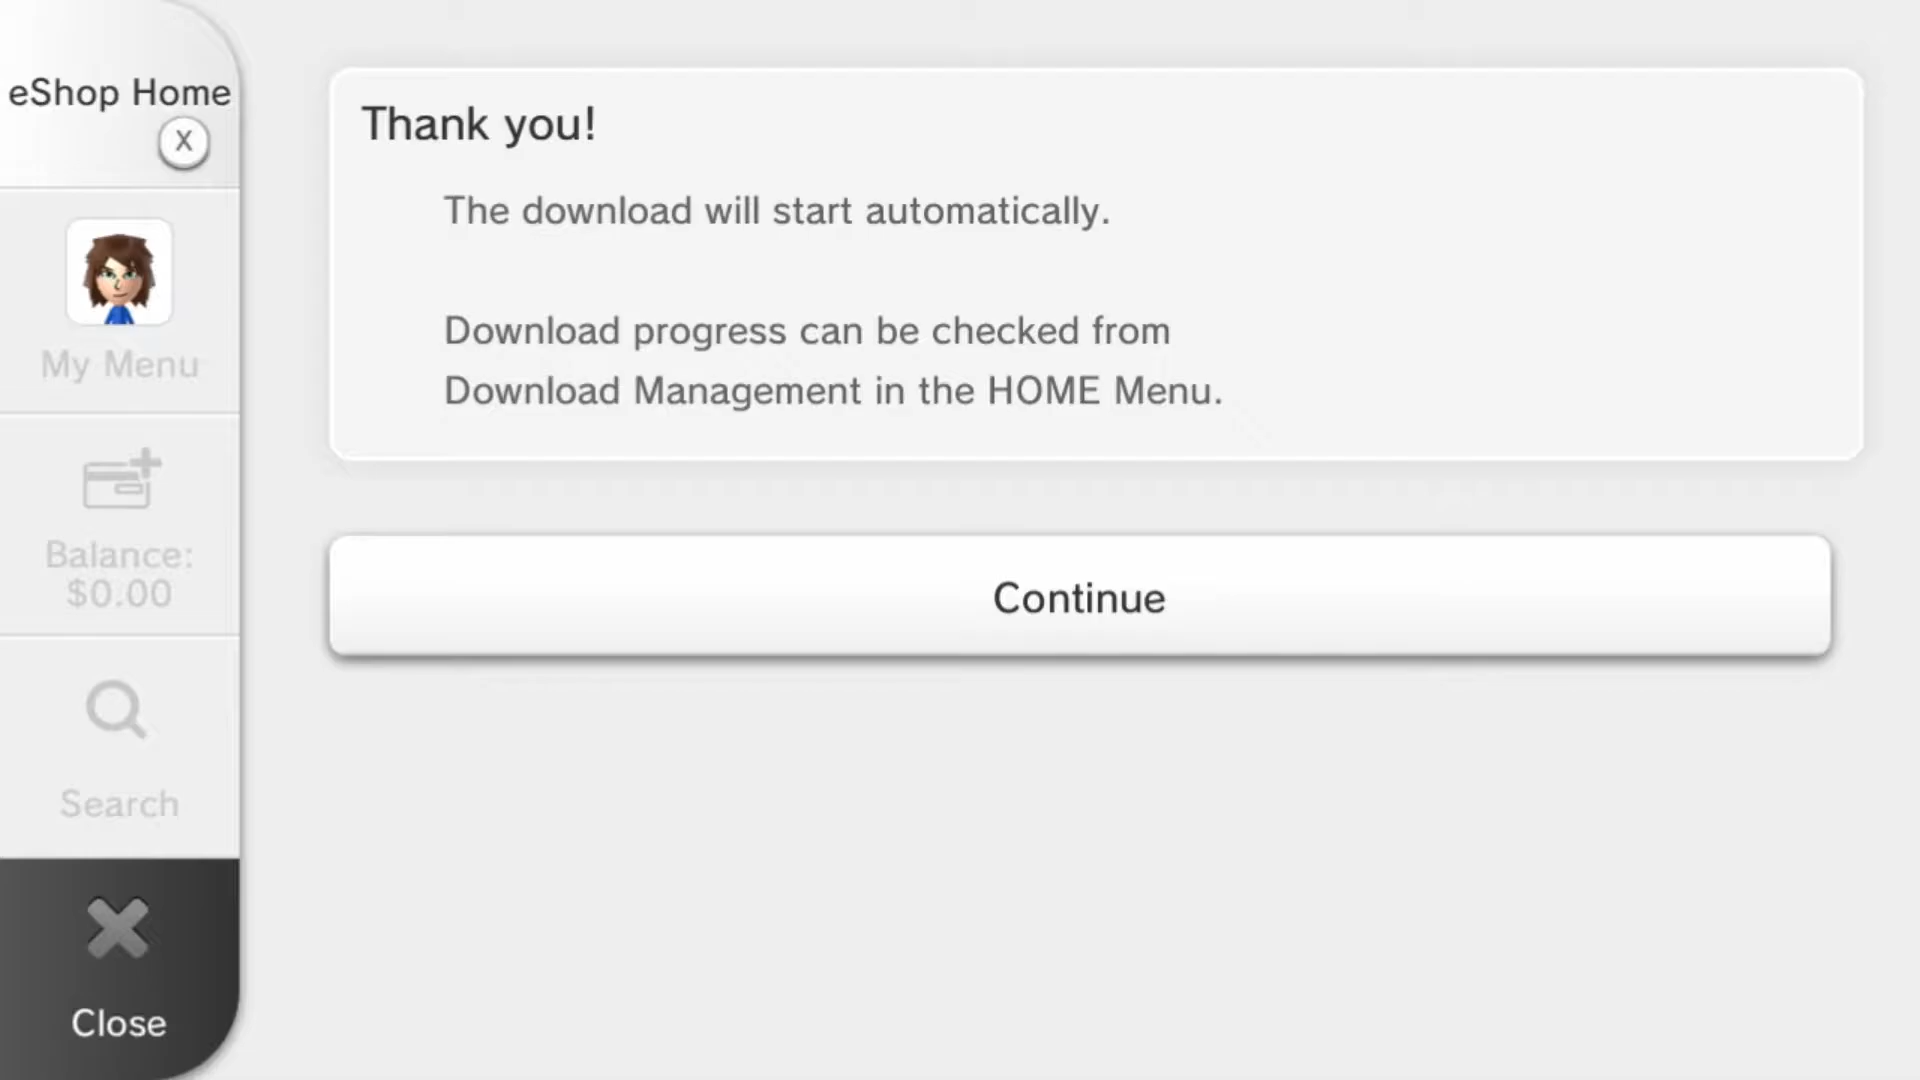 eShop Home
X
My Menu
Balance:
$0.00
Search
Close
Thank you!
The download will start automatically.
Download progress can be checked from
Download Management in the HOME Menu.
Continue